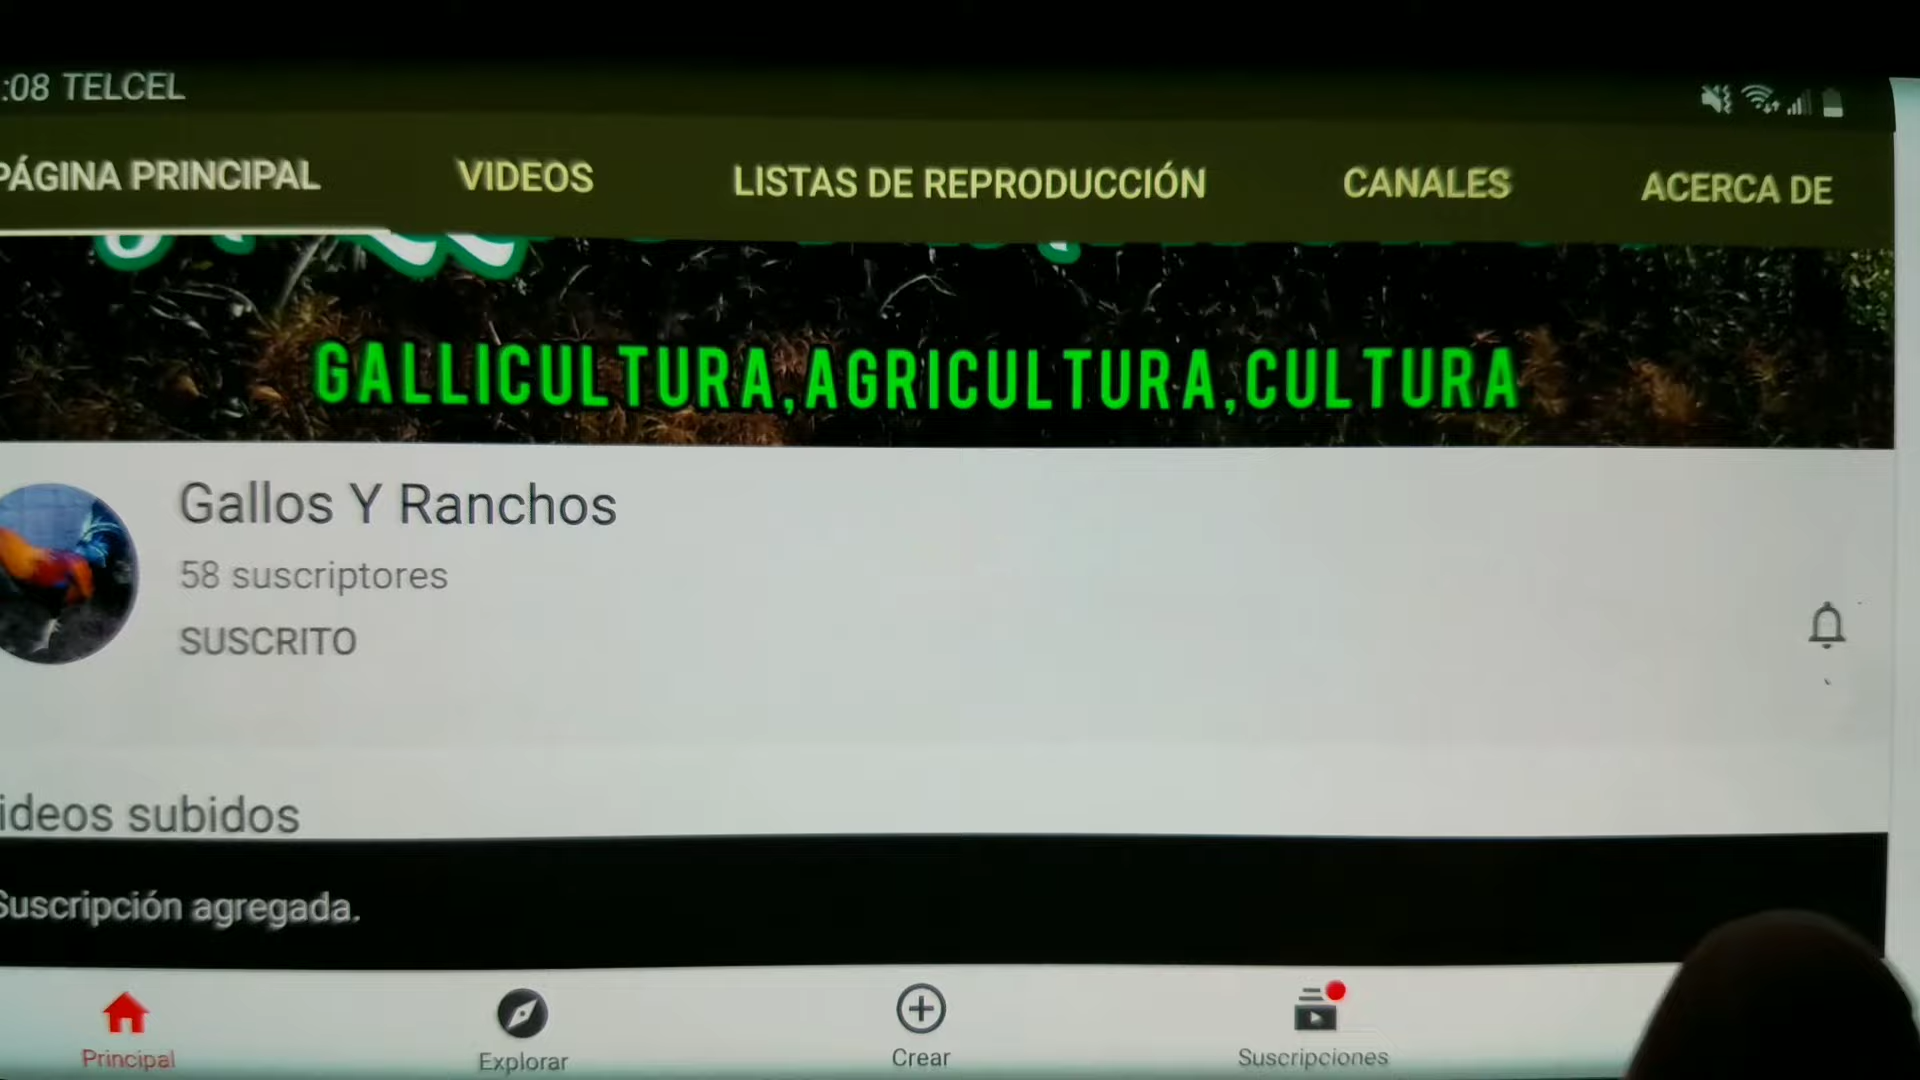 :08 TELCEL
PÁGINA PRINCIPAL VIDEOS LISTAS DE REPRODUCCIÓN CANALES ACERCA DE
GALLICULTURA,AGRICULTURA,CULTURA
Gallos Y Ranchos
58 suscriptores
SUSCRITO
ideos subidos
Suscripción agregada.
Principal Explorar Crear Suscripciones